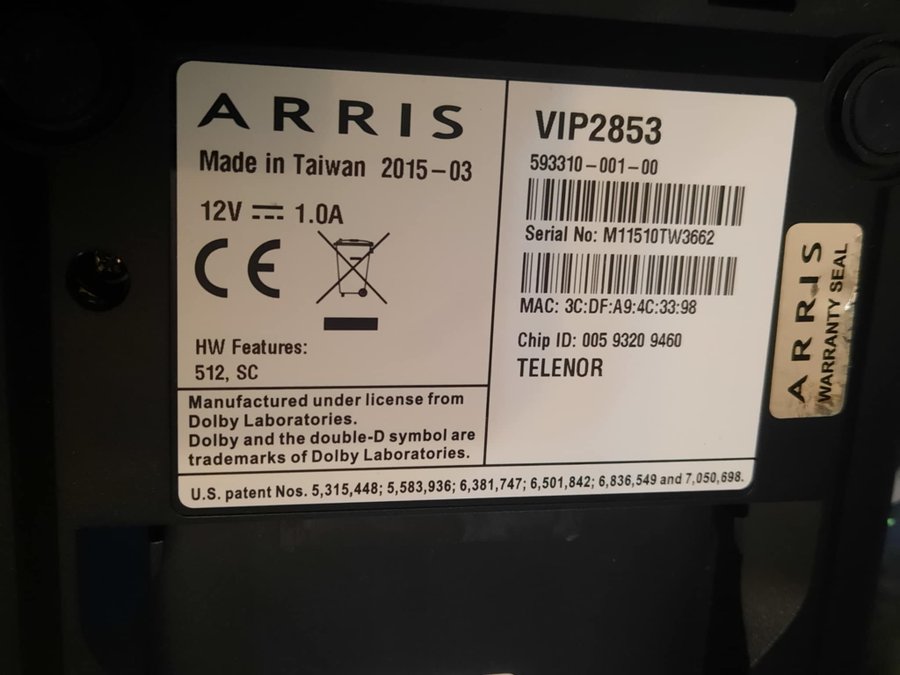 ARRIS
Made in Taiwan 2015-03
12V ⎓ 1.0A
CE
HW Features:
512, SC
Manufactured under license from
Dolby Laboratories.
Dolby and the double-D symbol are
trademarks of Dolby Laboratories.
VIP2853
593310-001-00
Serial No: M11510TW3662
MAC: 3C:DF:A9:4C:33:98
Chip ID: 005 9320 9460
TELENOR
U.S. patent Nos. 5,315,448; 5,583,936; 6,381,747; 6,501,842; 6,836,549 and 7,050,698.
ARRIS
WARRANTY SEAL